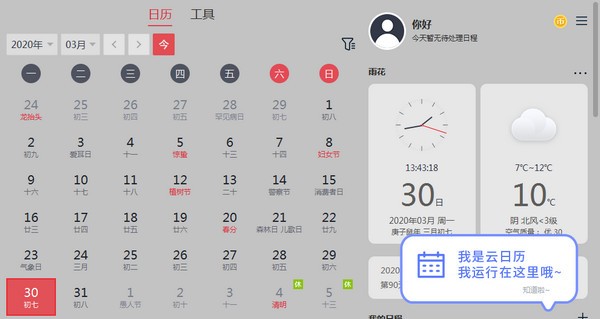 日历 工具
2020年 03月 < > 今
一 二 三 四 五 六 日
24 25 26 27 28 29 1
龙抬头 初三 初四 初五 罕见病日 初七 初八
2 3 4 5 6 7 8
初九 爱耳日 十一 惊蛰 十三 十四 妇女节
9 10 11 12 13 14 15
十六 十七 十八 植树节 二十 警察节 消费者日
16 17 18 19 20 21 22
廿三 廿四 廿五 廿六 春分 森林日 儿歌日 廿九
23 24 25 26 27 28 29
气象日 三月 初二 初三 初四 初五 初六
30 31 1 2 3 4 休 5 休
初七 初八 愚人节 初十 十一 清明 十三
你好
今天暂无待处理日程
币
雨花
13:43:18
30日
2020年03月 周一
庚子鼠年 三月初七
7℃~12℃
10℃
阴 北风<3级
空气质量：优 30
2020
第90天
我是云日历
我运行在这里哦~
知道啦~
我的日程